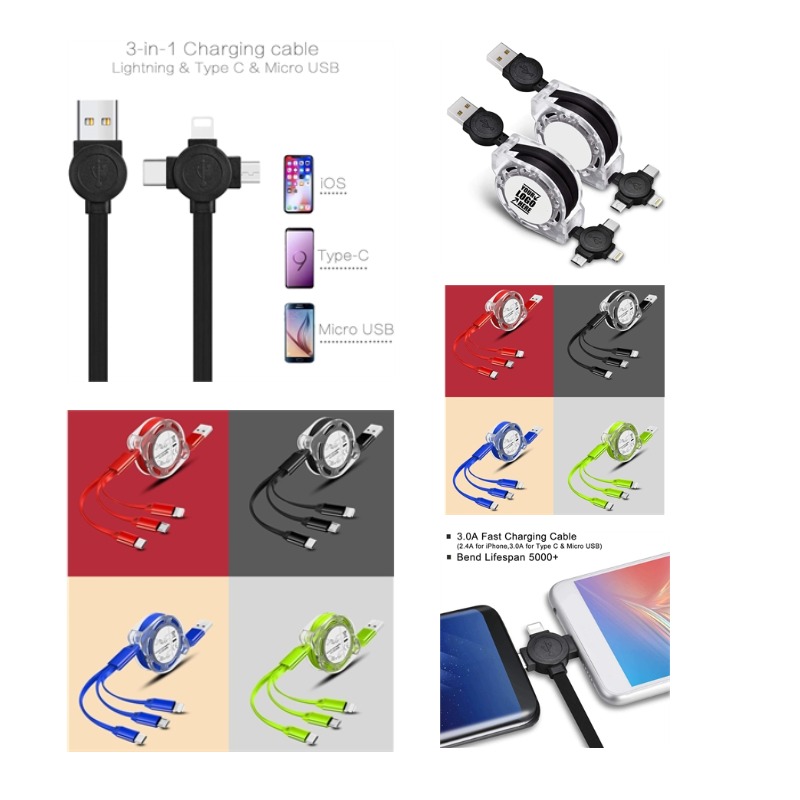 3-in-1 Charging cable
Lightning & Type C & Micro USB
iOS
Type-C
Micro USB
9
YOUR
LOGO
HERE
▪ 3.0A Fast Charging Cable
(2.4A for iPhone,3.0A for Type C & Micro USB)
▪ Bend Lifespan 5000+